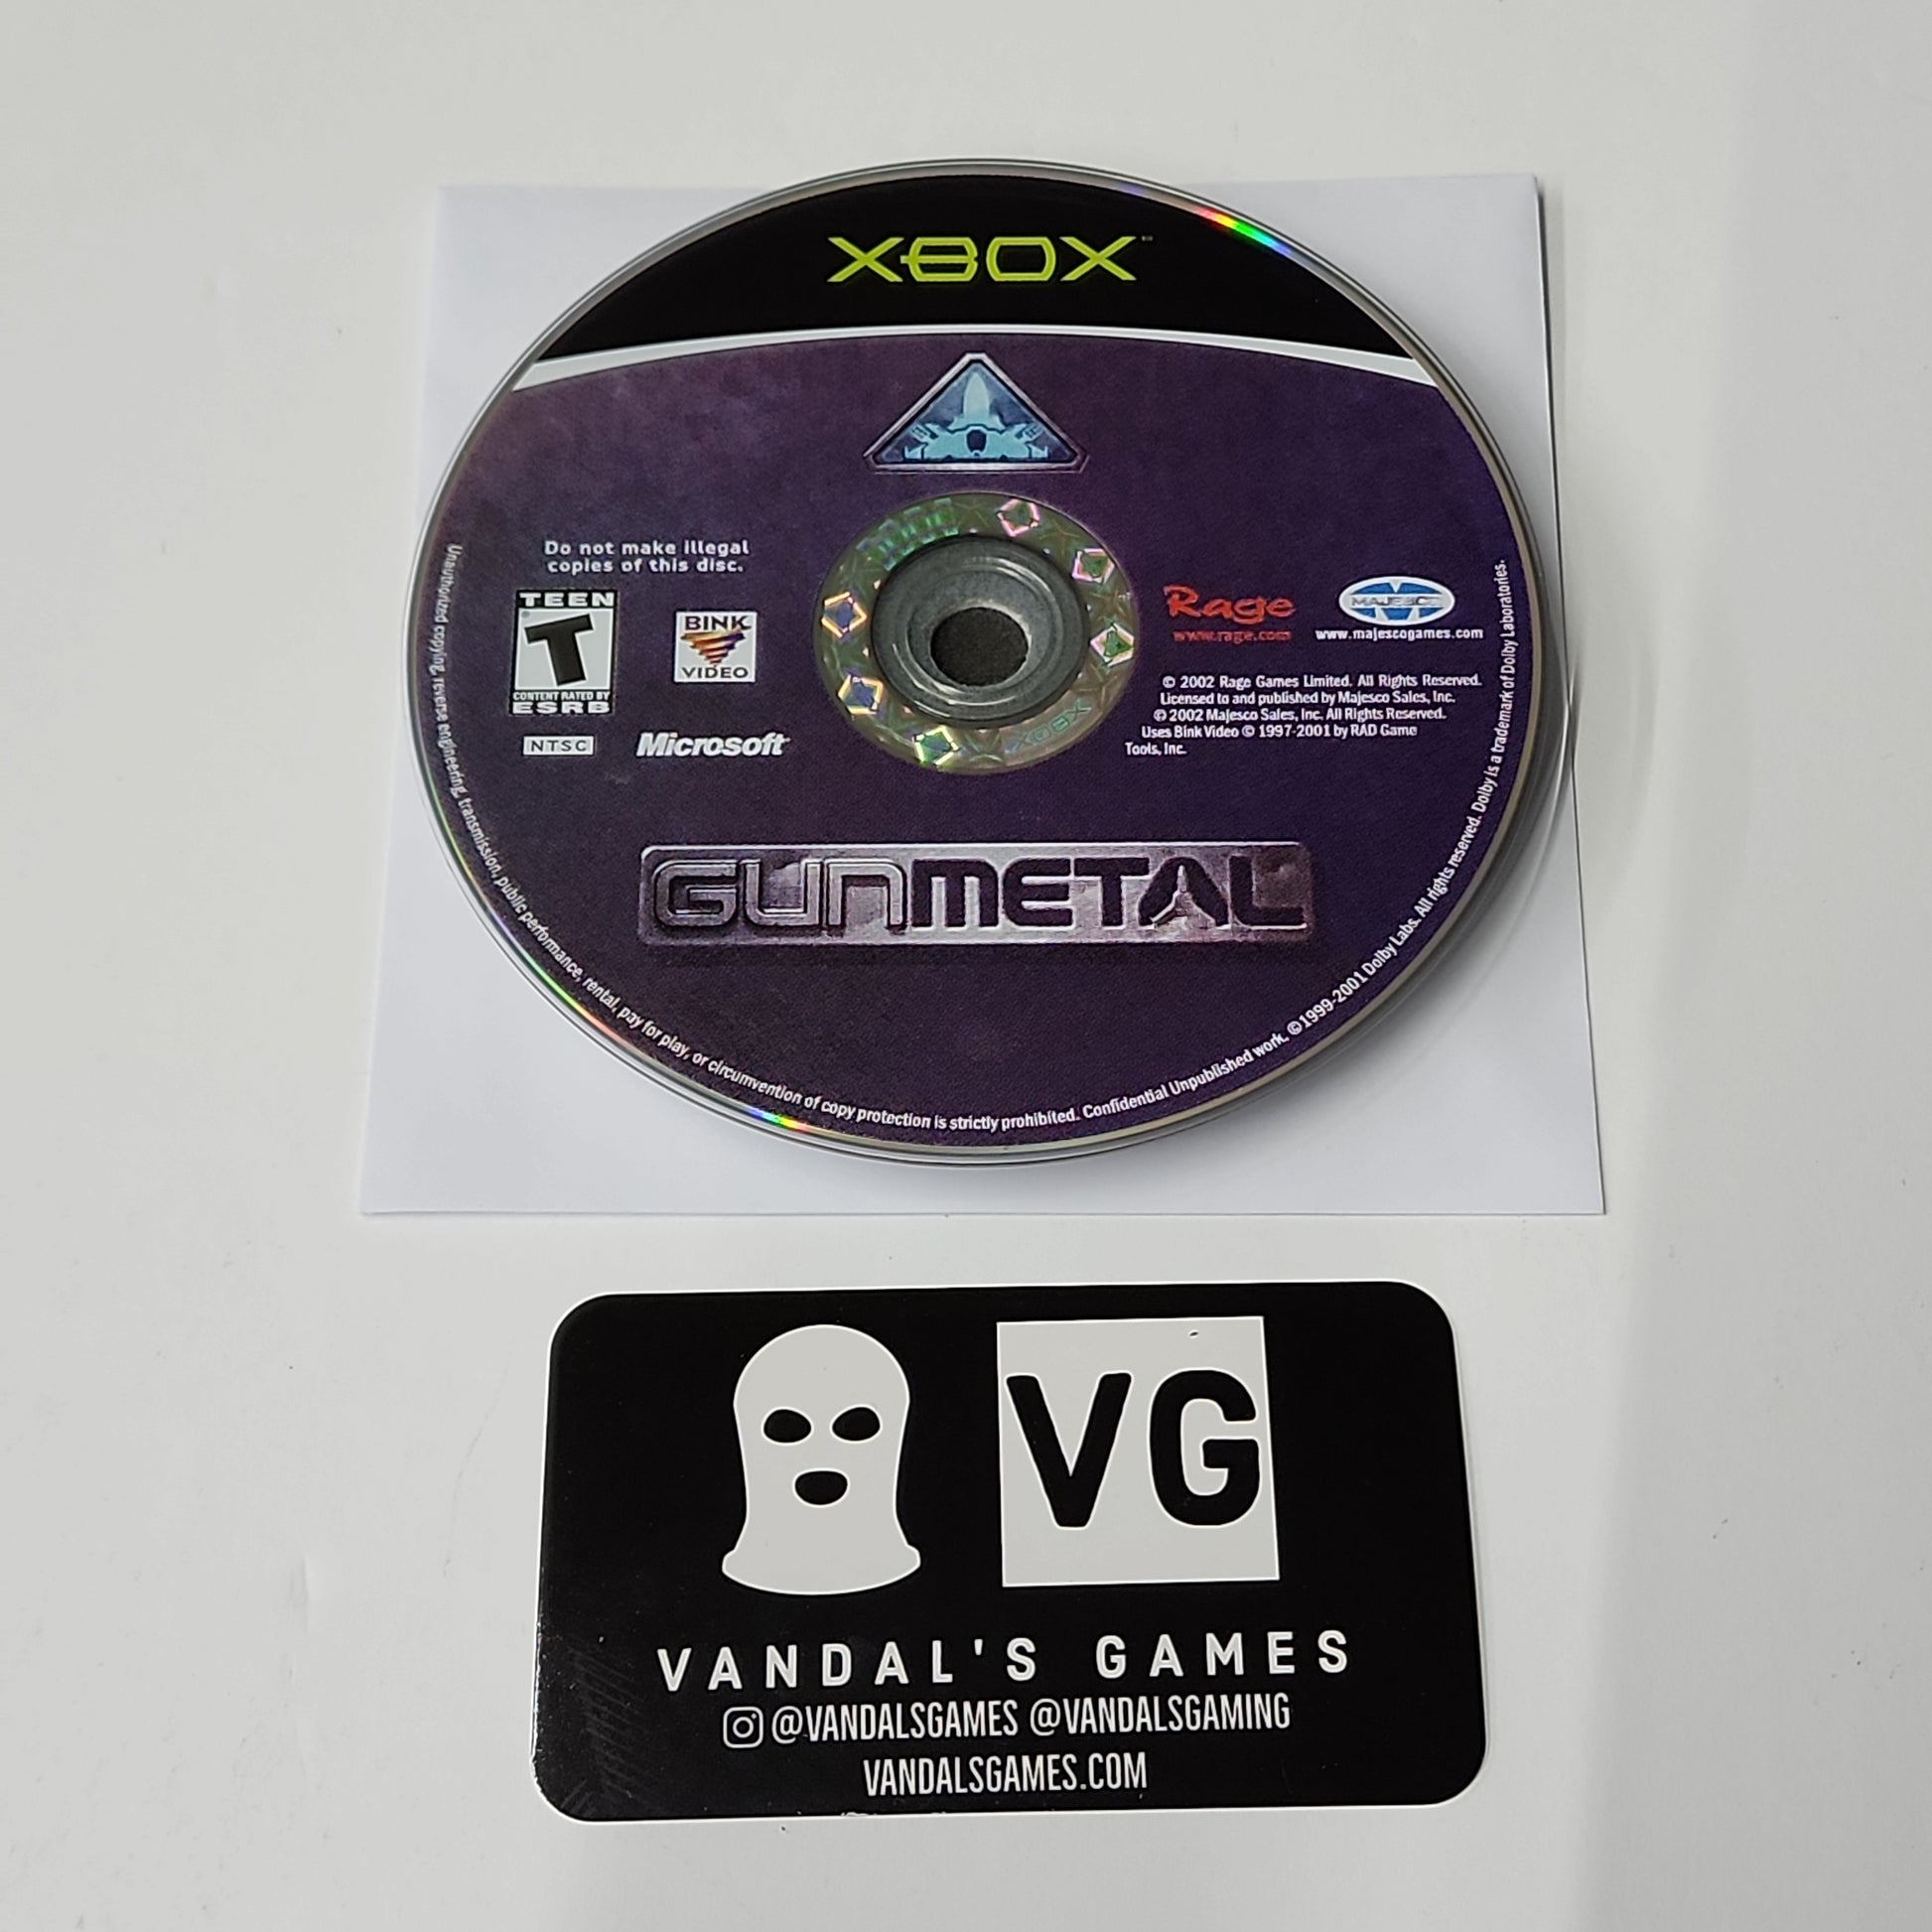 XBOX™
Do not make illegal
copies of this disc.
TEEN
T
CONTENT RATED BY
ESRB
BINK
VIDEO
NTSC
Microsoft
XBOX
Rage
www.rage.com
MAJESCO
www.majescogames.com
© 2002 Rage Games Limited. All Rights Reserved.
Licensed to and published by Majesco Sales, Inc.
© 2002 Majesco Sales, Inc. All Rights Reserved.
Uses Bink Video © 1997-2001 by RAD Game
Tools, Inc.
GUNMETAL
Unauthorized copying, reverse engineering, transmission, public performance, rental, pay for play, or circumvention of copy protection is strictly prohibited. Confidential Unpublished work. ©1999-2001 Dolby Labs. All rights reserved. Dolby is a trademark of Dolby Laboratories.
VG
VANDAL'S GAMES
@VANDALSGAMES @VANDALSGAMING
VANDALSGAMES.COM